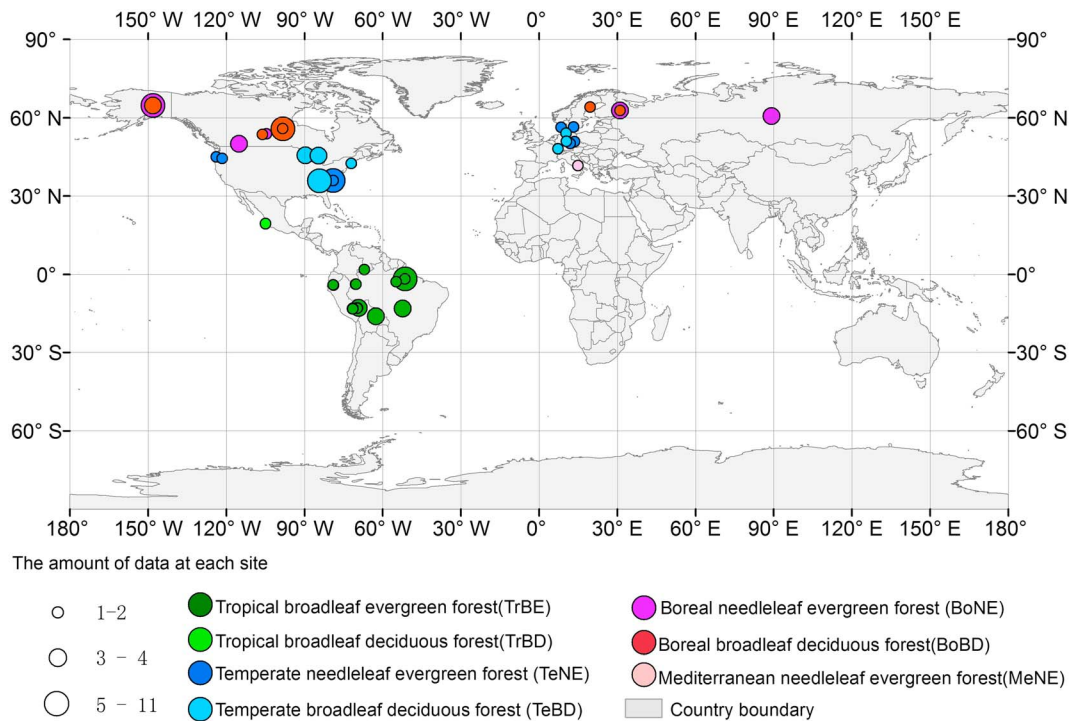 150° W 120° W 90° W 60° W 30° W 0° 30° E 60° E 90° E 120° E 150° E
90° 90°
60° N 60° N
30° N 30° N
0° 0°
30° S 30° S
60° S 60° S
180° 150° W 120° W 90° W 60° W 30° W 0° 30° E 60° E 90° E 120° E 150° E 180°
The amount of data at each site
1-2
3 - 4
5 - 11
Tropical broadleaf evergreen forest(TrBE)
Tropical broadleaf deciduous forest(TrBD)
Temperate needleleaf evergreen forest (TeNE)
Temperate broadleaf deciduous forest (TeBD)
Boreal needleleaf evergreen forest (BoNE)
Boreal broadleaf deciduous forest(BoBD)
Mediterranean needleleaf evergreen forest(MeNE)
Country boundary